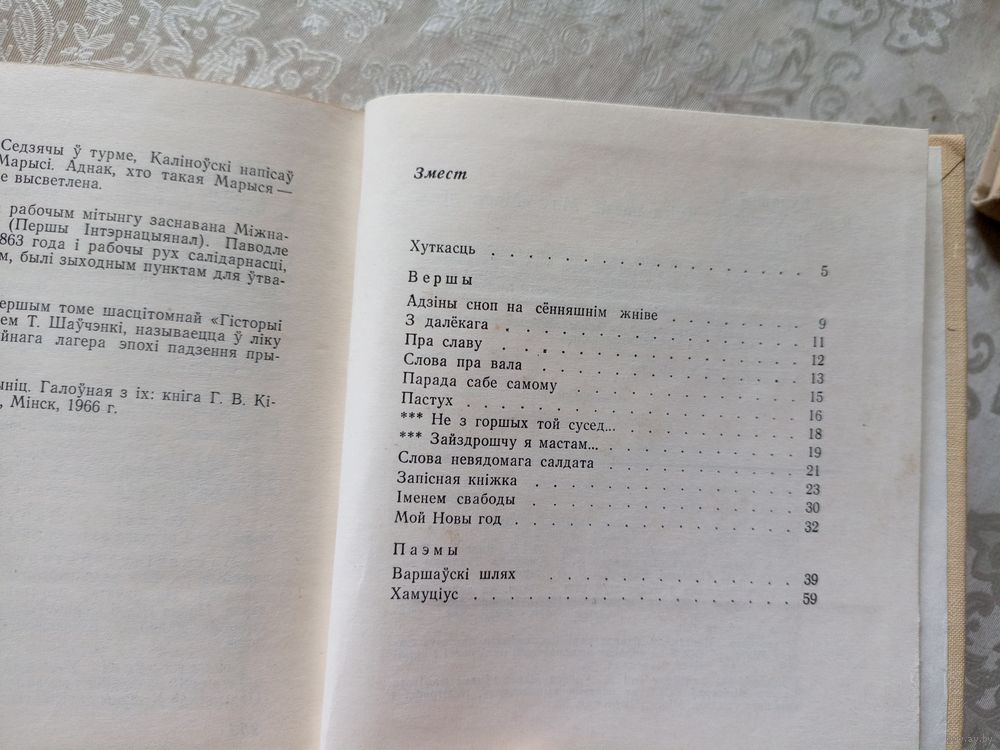 Седзячы ў турме, Каліноўскі напісаў
Марысі. Аднак, хто такая Марыся —
е высветлена.
рабочым мітынгу заснавана Міжна-
(Першы Інтэрнацыянал). Паводле
863 года і рабочы рух салідарнасці,
м, былі зыходным пунктам для ўтва-
ершым томе шасцітомнай «Гісторыі
ем Т. Шаўчэнкі, называецца ў ліку
йнага лагера эпохі падзення пры-
ыніц. Галоўная з іх: кніга Г. В. Кі-
, Мінск, 1966 г.
Змест
Хуткасць . . . . . . . . . . . . . . . . . 5
Вершы
Адзіны сноп на сённяшнім жніве . . . . . . . . 9
З далёкага . . . . . . . . . . . . . . . . 11
Пра славу . . . . . . . . . . . . . . . . 12
Слова пра вала . . . . . . . . . . . . . . 13
Парада сабе самому . . . . . . . . . . . . 15
Пастух . . . . . . . . . . . . . . . . . 16
*** Не з горшых той сусед... . . . . . . . . . 18
*** Зайздрошчу я мастам... . . . . . . . . . . 19
Слова невядомага салдата . . . . . . . . . . 21
Запісная кніжка . . . . . . . . . . . . . . 23
Іменем свабоды . . . . . . . . . . . . . . 30
Мой Новы год . . . . . . . . . . . . . . . 32
Паэмы
Варшаўскі шлях . . . . . . . . . . . . . 39
Хамуціус . . . . . . . . . . . . . . . . . 59